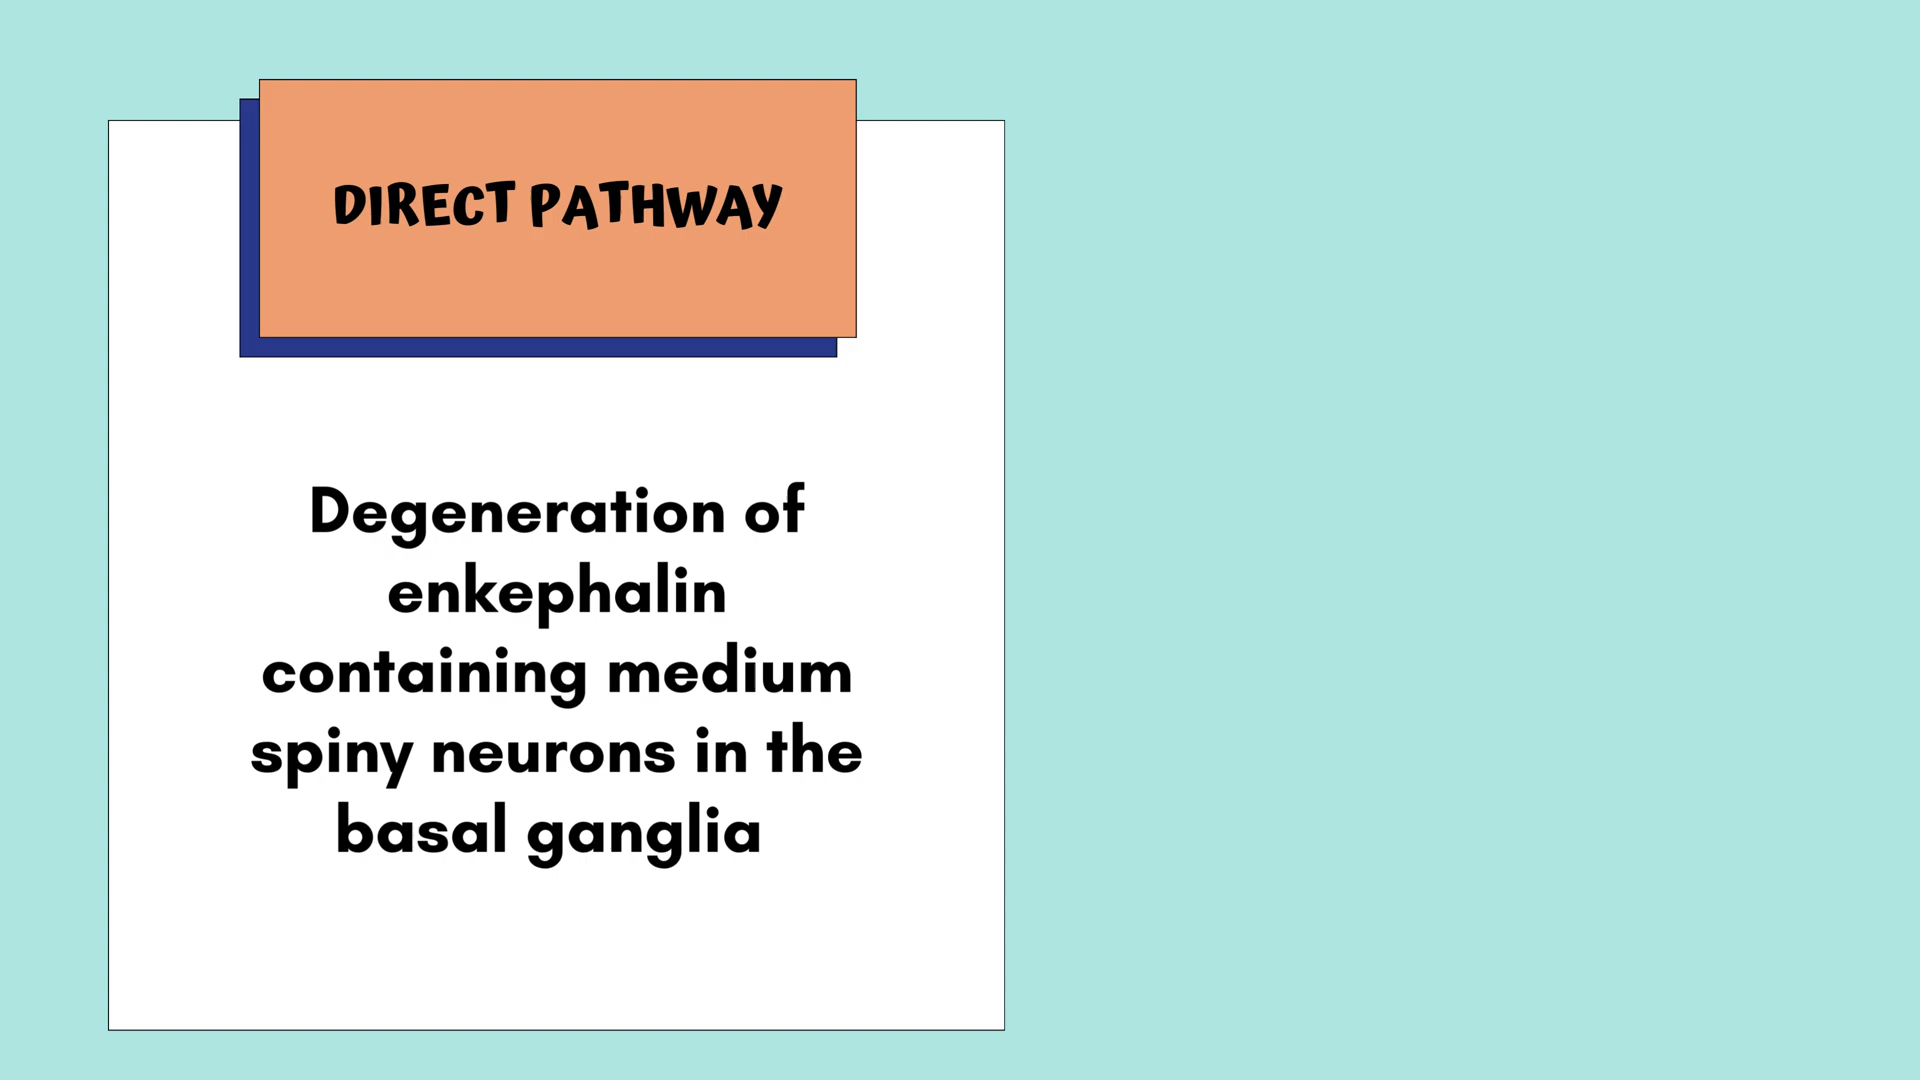 DIRECT PATHWAY
Degeneration of
enkephalin
containing medium
spiny neurons in the
basal ganglia